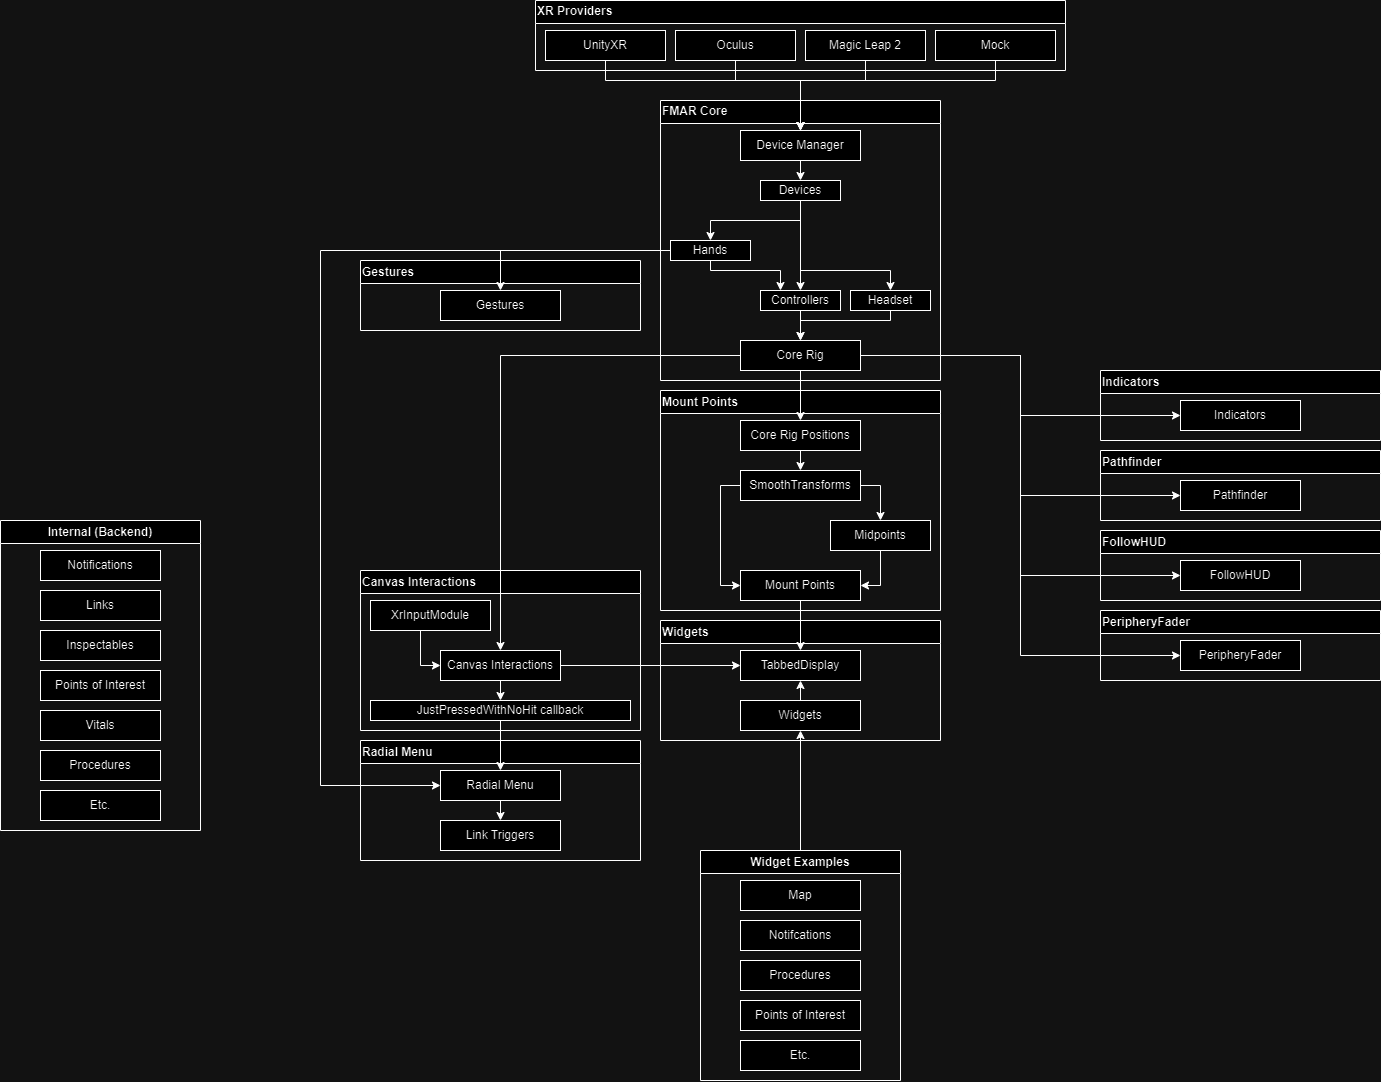 XR Providers
UnityXR
Oculus
Magic Leap 2
Mock
FMAR Core
Device Manager
Devices
Hands
Controllers
Headset
Core Rig
Gestures
Gestures
Mount Points
Core Rig Positions
SmoothTransforms
Midpoints
Mount Points
Indicators
Indicators
Pathfinder
Pathfinder
FollowHUD
FollowHUD
PeripheryFader
PeripheryFader
Internal (Backend)
Notifications
Links
Inspectables
Points of Interest
Vitals
Procedures
Etc.
Canvas Interactions
XrInputModule
Canvas Interactions
JustPressedWithNoHit callback
Widgets
TabbedDisplay
Widgets
Radial Menu
Radial Menu
Link Triggers
Widget Examples
Map
Notifcations
Procedures
Points of Interest
Etc.